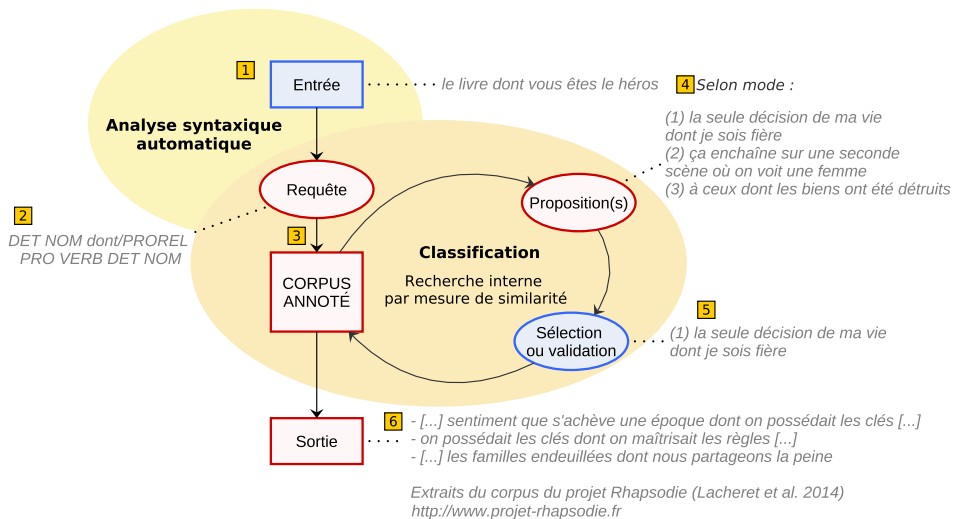 1
Entrée
le livre dont vous êtes le héros
4
Selon mode :
Analyse syntaxique
automatique
(1) la seule décision de ma vie
dont je sois fière
(2) ça enchaîne sur une seconde
scène où on voit une femme
(3) à ceux dont les biens ont été détruits
Requête
Proposition(s)
2
DET NOM dont/PROREL
PRO VERB DET NOM
3
CORPUS
ANNOTÉ
Classification
Recherche interne
par mesure de similarité
5
Sélection
ou validation
(1) la seule décision de ma vie
dont je sois fière
Sortie
6
- [...] sentiment que s'achève une époque dont on possédait les clés [...]
- on possédait les clés dont on maîtrisait les règles [...]
- [...] les familles endeuillées dont nous partageons la peine
Extraits du corpus du projet Rhapsodie (Lacheret et al. 2014)
http://www.projet-rhapsodie.fr